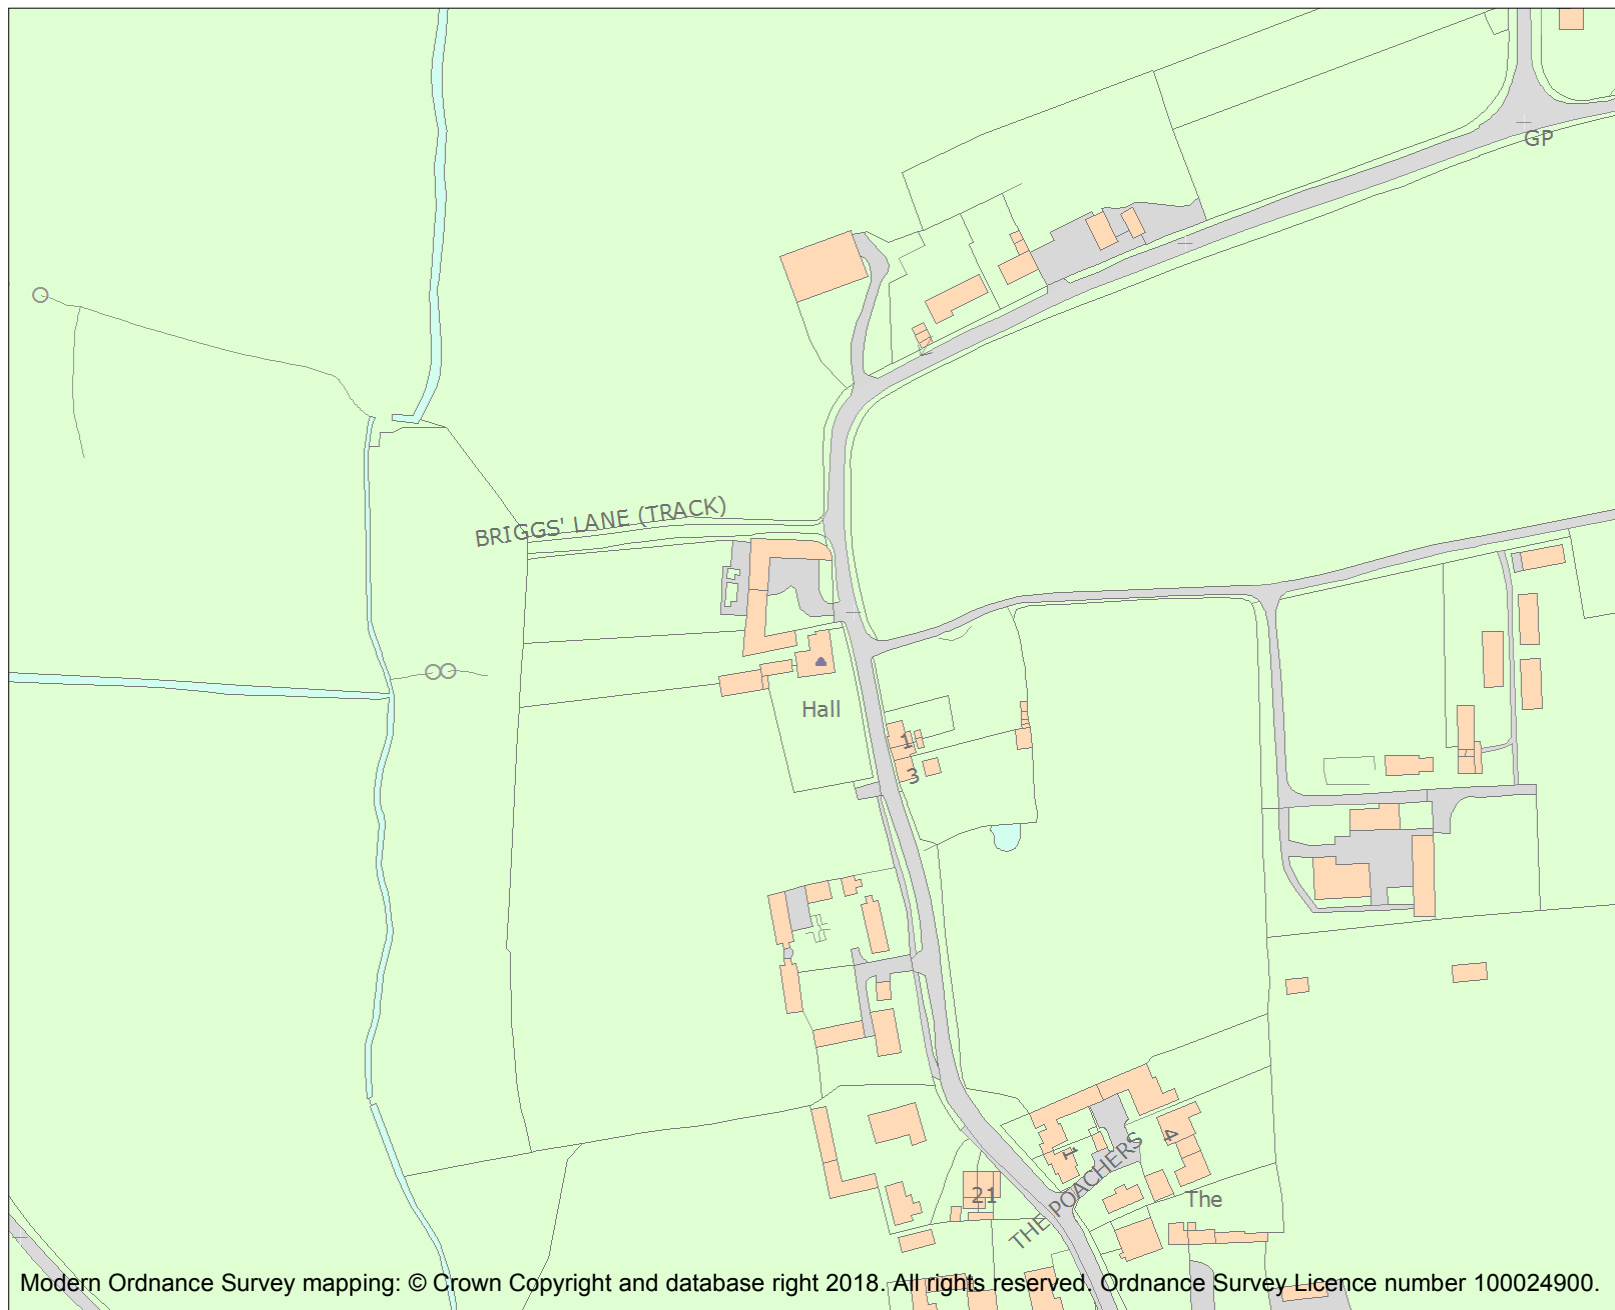 GP
BRIGGS' LANE (TRACK)
Hall
1
3
1
4
THE POACHERS
21
The
Modern Ordnance Survey mapping: © Crown Copyright and database right 2018. All rights reserved. Ordnance Survey Licence number 100024900.